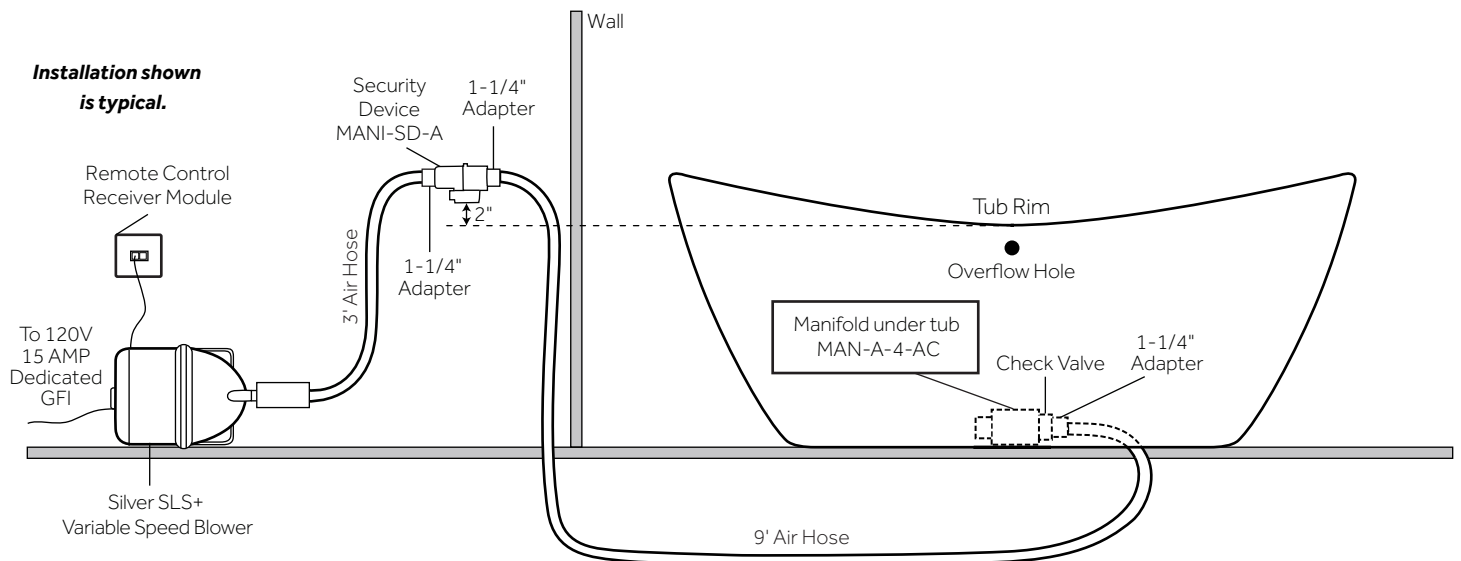 Wall
Installation shown
is typical.
Security
Device
MANI-SD-A
1-1/4"
Adapter
Remote Control
Receiver Module
2"
Tub Rim
Overflow Hole
3' Air Hose
1-1/4"
Adapter
To 120V
15 AMP
Dedicated
GFI
Manifold under tub
MAN-A-4-AC
Check Valve
1-1/4"
Adapter
Silver SLS+
Variable Speed Blower
9' Air Hose